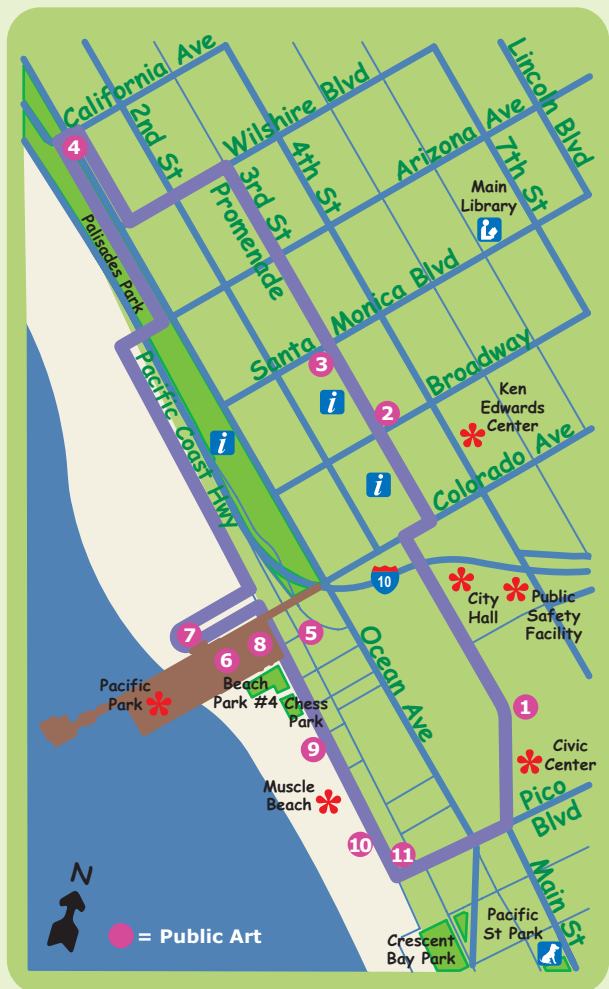 California Ave
2nd St
Wilshire Blvd
Lincoln Blvd
4
3rd St
Promenade
4th St
Arizona Ave
7th St
Main
Library
Palisades Park
Santa Monica Blvd
3
i
2
Broadway
Ken
Edwards
Center
Pacific Coast Hwy
i
i
Colorado Ave
10
City
Hall
Public
Safety
Facility
7
5
8
6
Ocean Ave
Pacific
Park
Beach
Park #4
Chess
Park
1
9
Civic
Center
Muscle
Beach
Pico
Blvd
10
11
N
Main St
= Public Art
Crescent
Bay Park
Pacific
St Park